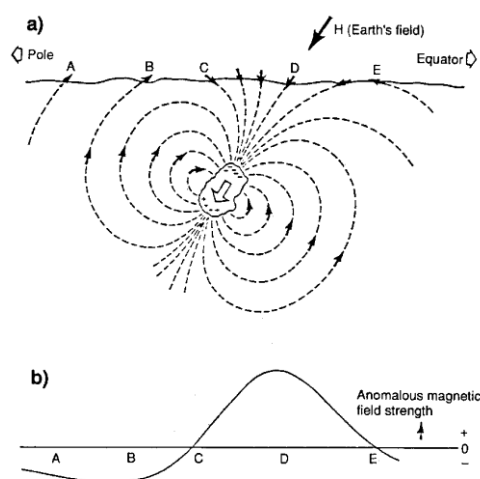 a)
H (Earth's field)
Pole
A B C D E
Equator
b)
Anomalous magnetic
field strength
+
0
−
A B C D E